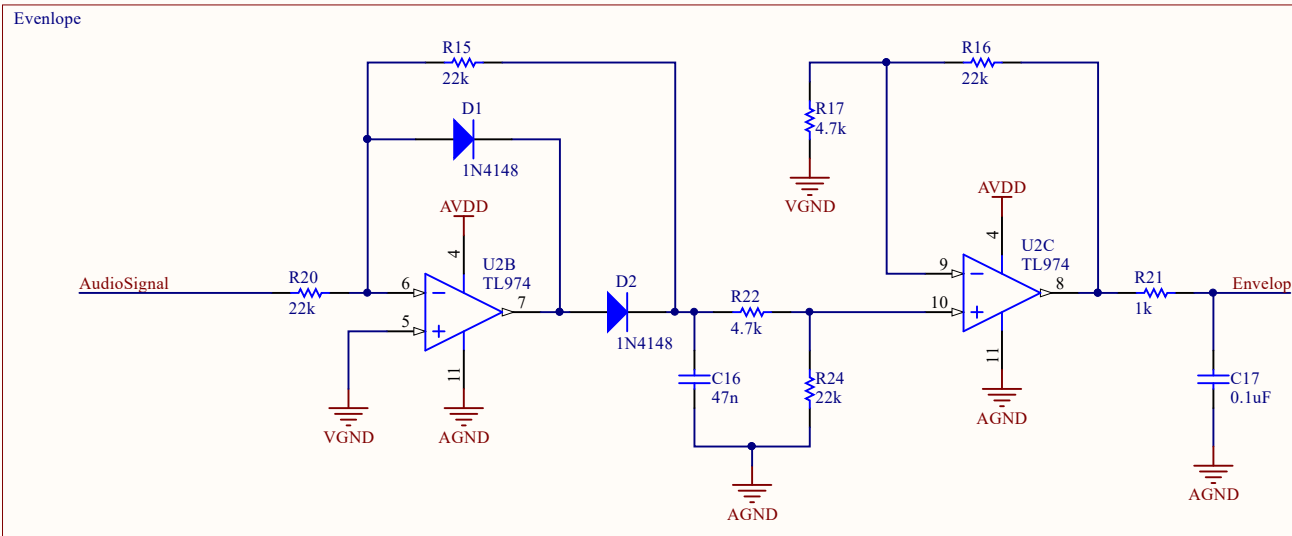 Evenlope
R15
22k
D1
1N4148
AVDD
4
U2B
TL974
AudioSignal
R20
22k
6
5
7
11
VGND
AGND
D2
1N4148
R22
4.7k
C16
47n
R24
22k
AGND
R17
4.7k
VGND
R16
22k
AVDD
4
U2C
TL974
9
10
8
11
AGND
R21
1k
Envelop
C17
0.1uF
AGND